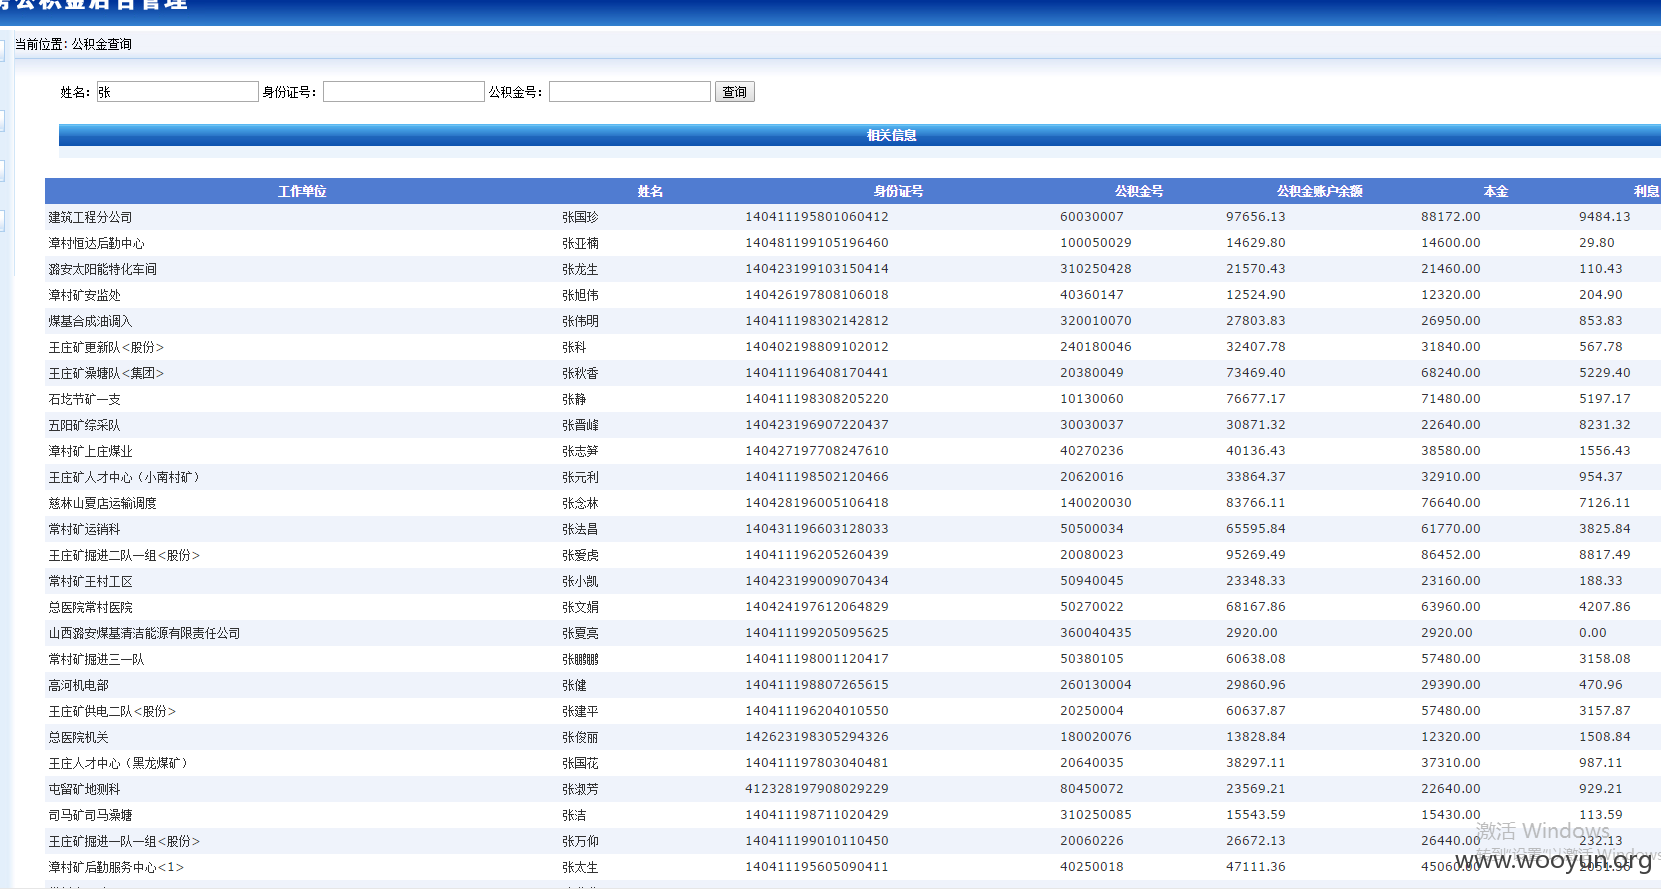 房公积金后台管理
当前位置: 公积金查询
姓名: 张 身份证号: 公积金号: 查询
相关信息
工作单位 姓名 身份证号 公积金号 公积金账户余额 本金 利息
建筑工程分公司 张国珍 140411195801060412 60030007 97656.13 88172.00 9484.13
漳村恒达后勤中心 张亚楠 140481199105196460 100050029 14629.80 14600.00 29.80
潞安太阳能特化车间 张龙生 140423199103150414 310250428 21570.43 21460.00 110.43
漳村矿安监处 张旭伟 140426197808106018 40360147 12524.90 12320.00 204.90
煤基合成油调入 张伟明 140411198302142812 320010070 27803.83 26950.00 853.83
王庄矿更新队<股份> 张科 140402198809102012 240180046 32407.78 31840.00 567.78
王庄矿澡塘队<集团> 张秋香 140411196408170441 20380049 73469.40 68240.00 5229.40
石圪节矿一支 张静 140411198308205220 10130060 76677.17 71480.00 5197.17
五阳矿综采队 张晋峰 140423196907220437 30030037 30871.32 22640.00 8231.32
漳村矿上庄煤业 张志笋 140427197708247610 40270236 40136.43 38580.00 1556.43
王庄矿人才中心（小南村矿） 张元利 140411198502120466 20620016 33864.37 32910.00 954.37
慈林山夏店运输调度 张念林 140428196005106418 140020030 83766.11 76640.00 7126.11
常村矿运销科 张法昌 140431196603128033 50500034 65595.84 61770.00 3825.84
王庄矿掘进二队一组<股份> 张爱虎 140411196205260439 20080023 95269.49 86452.00 8817.49
常村矿王村工区 张小凯 140423199009070434 50940045 23348.33 23160.00 188.33
总医院常村医院 张文娟 140424197612064829 50270022 68167.86 63960.00 4207.86
山西潞安煤基清洁能源有限责任公司 张夏亮 140411199205095625 360040435 2920.00 2920.00 0.00
常村矿掘进三一队 张鹏鹏 140411198001120417 50380105 60638.08 57480.00 3158.08
高河机电部 张健 140411198807265615 260130004 29860.96 29390.00 470.96
王庄矿供电二队<股份> 张建平 140411196204010550 20250004 60637.87 57480.00 3157.87
总医院机关 张俊丽 142623198305294326 180020076 13828.84 12320.00 1508.84
王庄人才中心（黑龙煤矿） 张国花 140411197803040481 20640035 38297.11 37310.00 987.11
屯留矿地测科 张淑芳 412328197908029229 80450072 23569.21 22640.00 929.21
司马矿司马澡塘 张洁 140411198711020429 310250085 15543.59 15430.00 113.59
王庄矿掘进一队一组<股份> 张万仰 140411199010110450 20060226 26672.13 26440.00 232.13
漳村矿后勤服务中心<1> 张太生 140411195605090411 40250018 47111.36 45060.00 2051.36
激活 Windows
转到"设置"以激活 Windows
www.wooyun.org